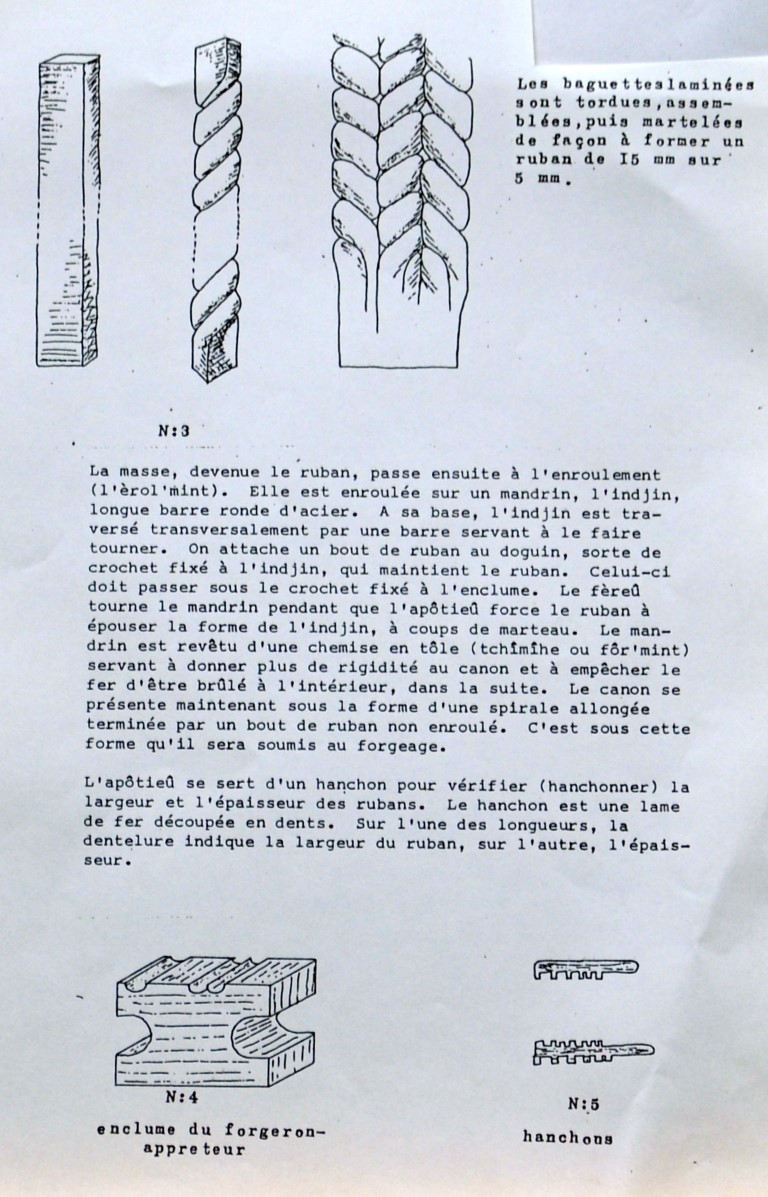 Les baguetteslaminées
sont tordues,assem-
blées,puis martelées
de façon à former un
ruban de I5 mm sur
5 mm.
N:3
La masse, devenue le ruban, passe ensuite à l'enroulement
(l'èrol'mint).  Elle est enroulée sur un mandrin, l'indjin,
longue barre ronde d'acier.  A sa base, l'indjin est tra-
versé transversalement par une barre servant à le faire
tourner.  On attache un bout de ruban au doguin, sorte de
crochet fixé à l'indjin, qui maintient le ruban.  Celui-ci
doit passer sous le crochet fixé à l'enclume.  Le fèreû
tourne le mandrin pendant que l'apôtieû force le ruban à
épouser la forme de l'indjin, à coups de marteau.  Le man-
drin est revêtu d'une chemise en tôle (tchîmîhe ou fôr'mint)
servant à donner plus de rigidité au canon et à empêcher le
fer d'être brûlé à l'intérieur, dans la suite.  Le canon se
présente maintenant sous la forme d'une spirale allongée
terminée par un bout de ruban non enroulé.  C'est sous cette
forme qu'il sera soumis au forgeage.
L'apôtieû se sert d'un hanchon pour vérifier (hanchonner) la
largeur et l'épaisseur des rubans.  Le hanchon est une lame
de fer découpée en dents.  Sur l'une des longueurs, la
dentelure indique la largeur du ruban, sur l'autre, l'épais-
seur.
N:4
enclume du forgeron-
appreteur
N:5
hanchons